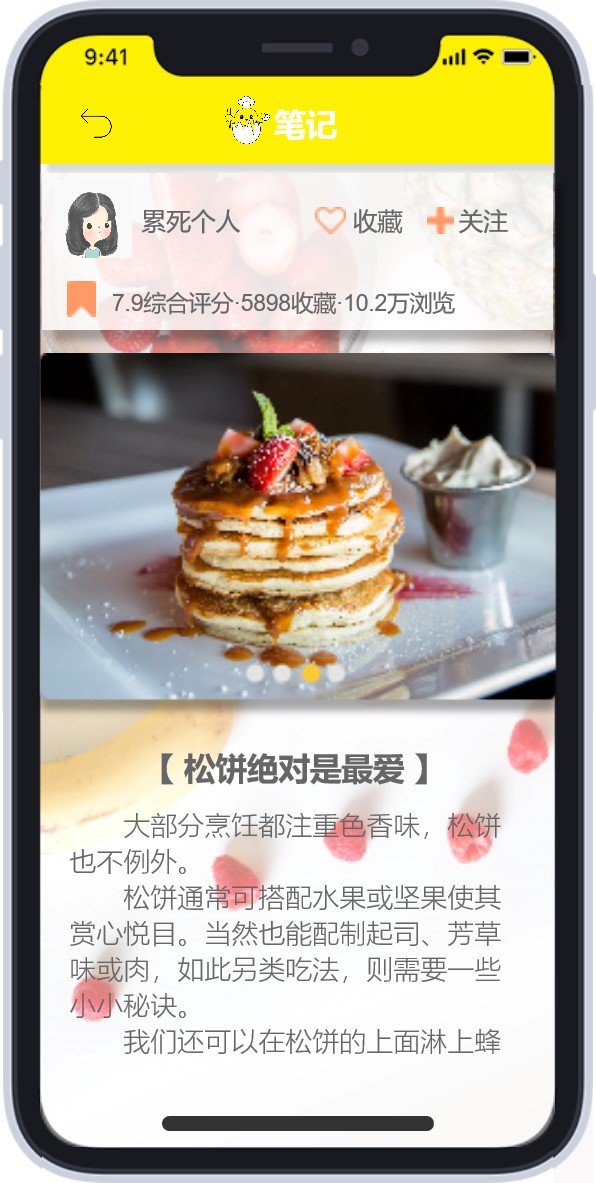 9:41
笔记
累死个人
收藏
关注
7.9综合评分·5898收藏·10.2万浏览
【 松饼绝对是最爱 】
大部分烹饪都注重色香味，松饼
也不例外。
松饼通常可搭配水果或坚果使其
赏心悦目。当然也能配制起司、芳草
味或肉，如此另类吃法，则需要一些
小小秘诀。
我们还可以在松饼的上面淋上蜂